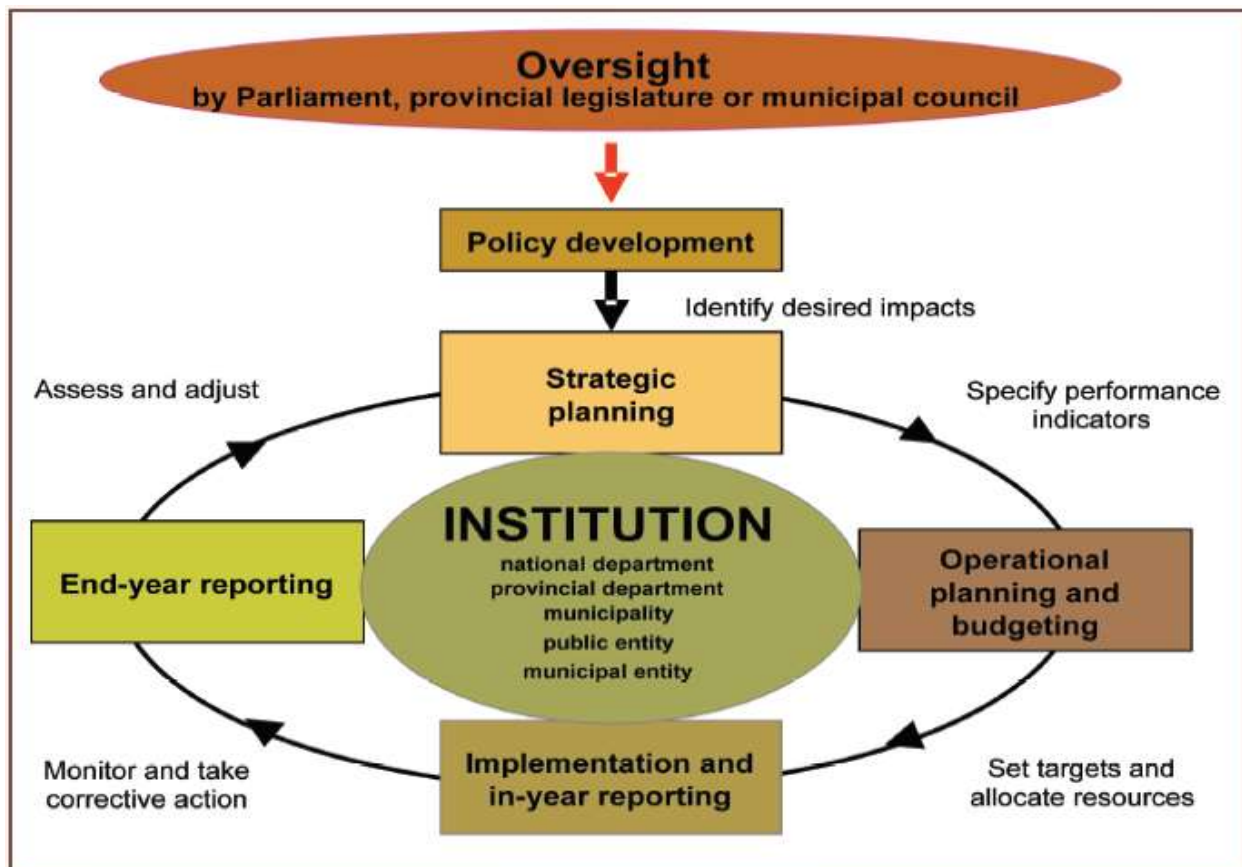 Oversight
by Parliament, provincial legislature or municipal council
Policy development
Identify desired impacts
Strategic
planning
Assess and adjust
Specify performance
indicators
INSTITUTION
national department
provincial department
municipality
public entity
municipal entity
End-year reporting
Operational
planning and
budgeting
Implementation and
in-year reporting
Monitor and take
corrective action
Set targets and
allocate resources